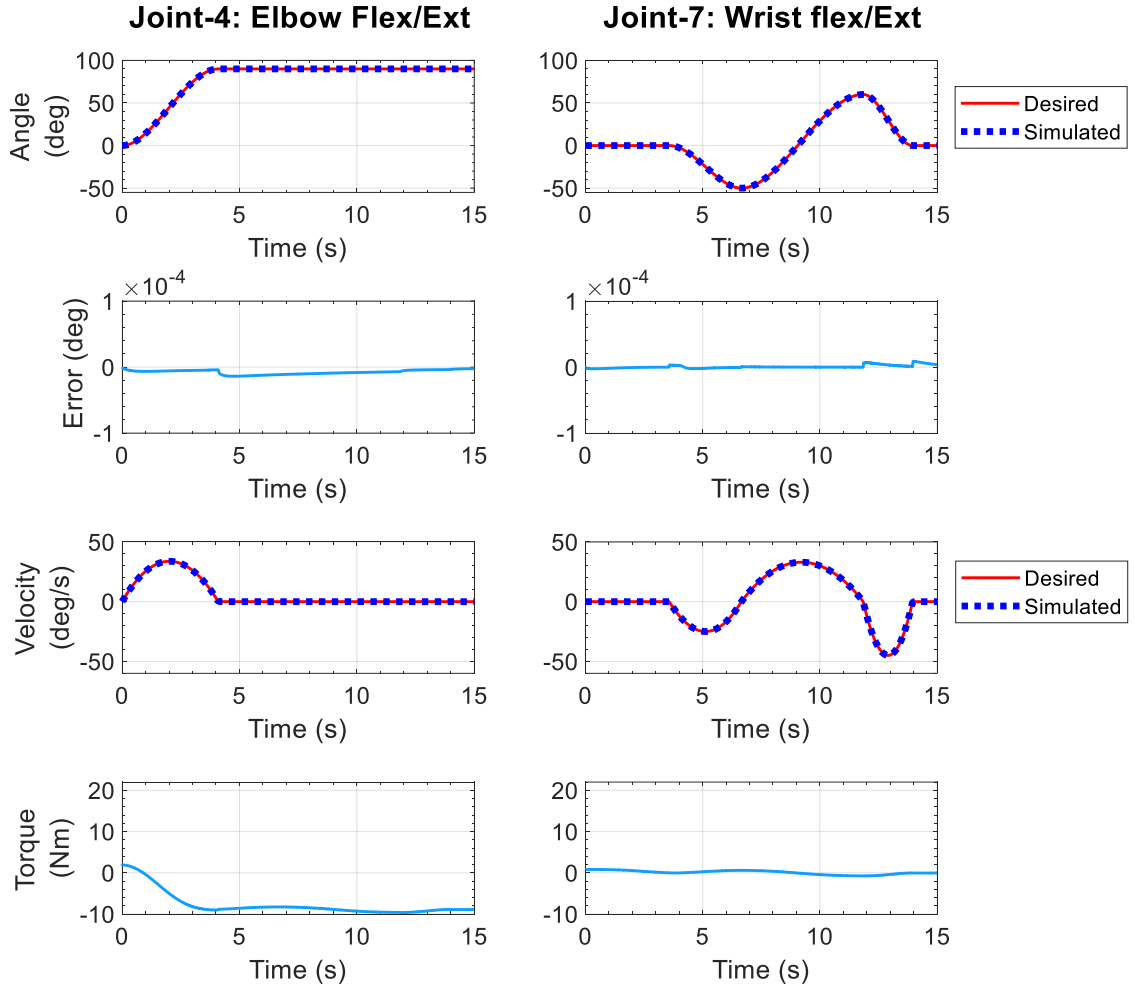 Joint-4: Elbow Flex/Ext
Joint-7: Wrist flex/Ext
Angle
(deg)
100
50
0
-50
0
5
10
15
Time (s)
100
50
0
-50
0
5
10
15
Time (s)
Desired
Simulated
Error (deg)
×10-4
1
0
-1
0
5
10
15
Time (s)
×10-4
1
0
-1
0
5
10
15
Time (s)
Velocity
(deg/s)
50
0
-50
0
5
10
15
Time (s)
50
0
-50
0
5
10
15
Time (s)
Desired
Simulated
Torque
(Nm)
20
10
0
-10
0
5
10
15
Time (s)
20
10
0
-10
0
5
10
15
Time (s)